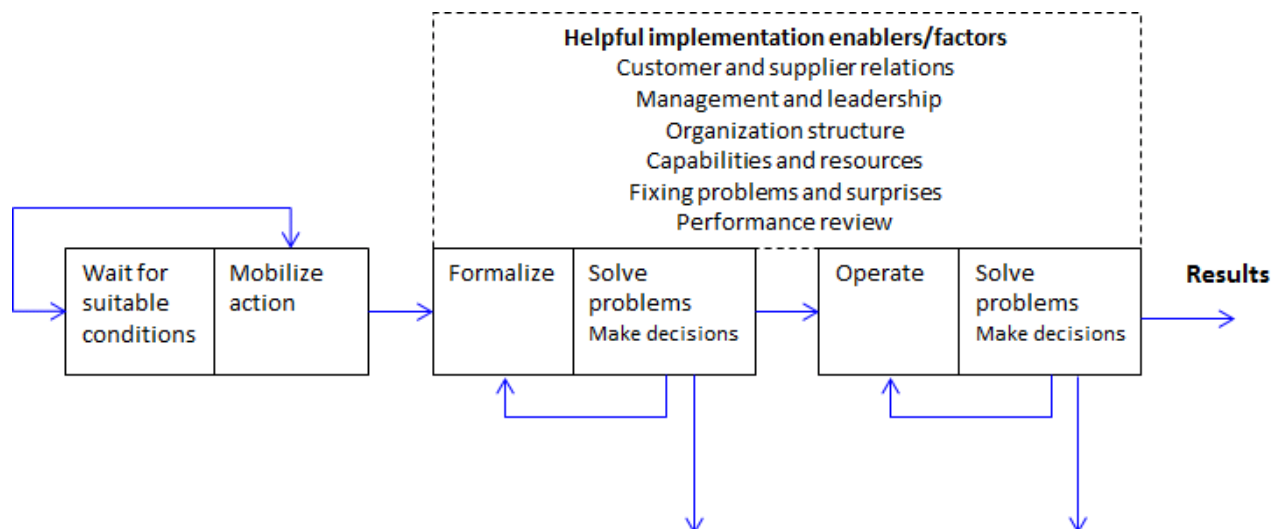 Helpful implementation enablers/factors
Customer and supplier relations
Management and leadership
Organization structure
Capabilities and resources
Fixing problems and surprises
Performance review
Wait for
suitable
conditions
Mobilize
action
Formalize
Solve
problems
Make decisions
Operate
Solve
problems
Make decisions
Results